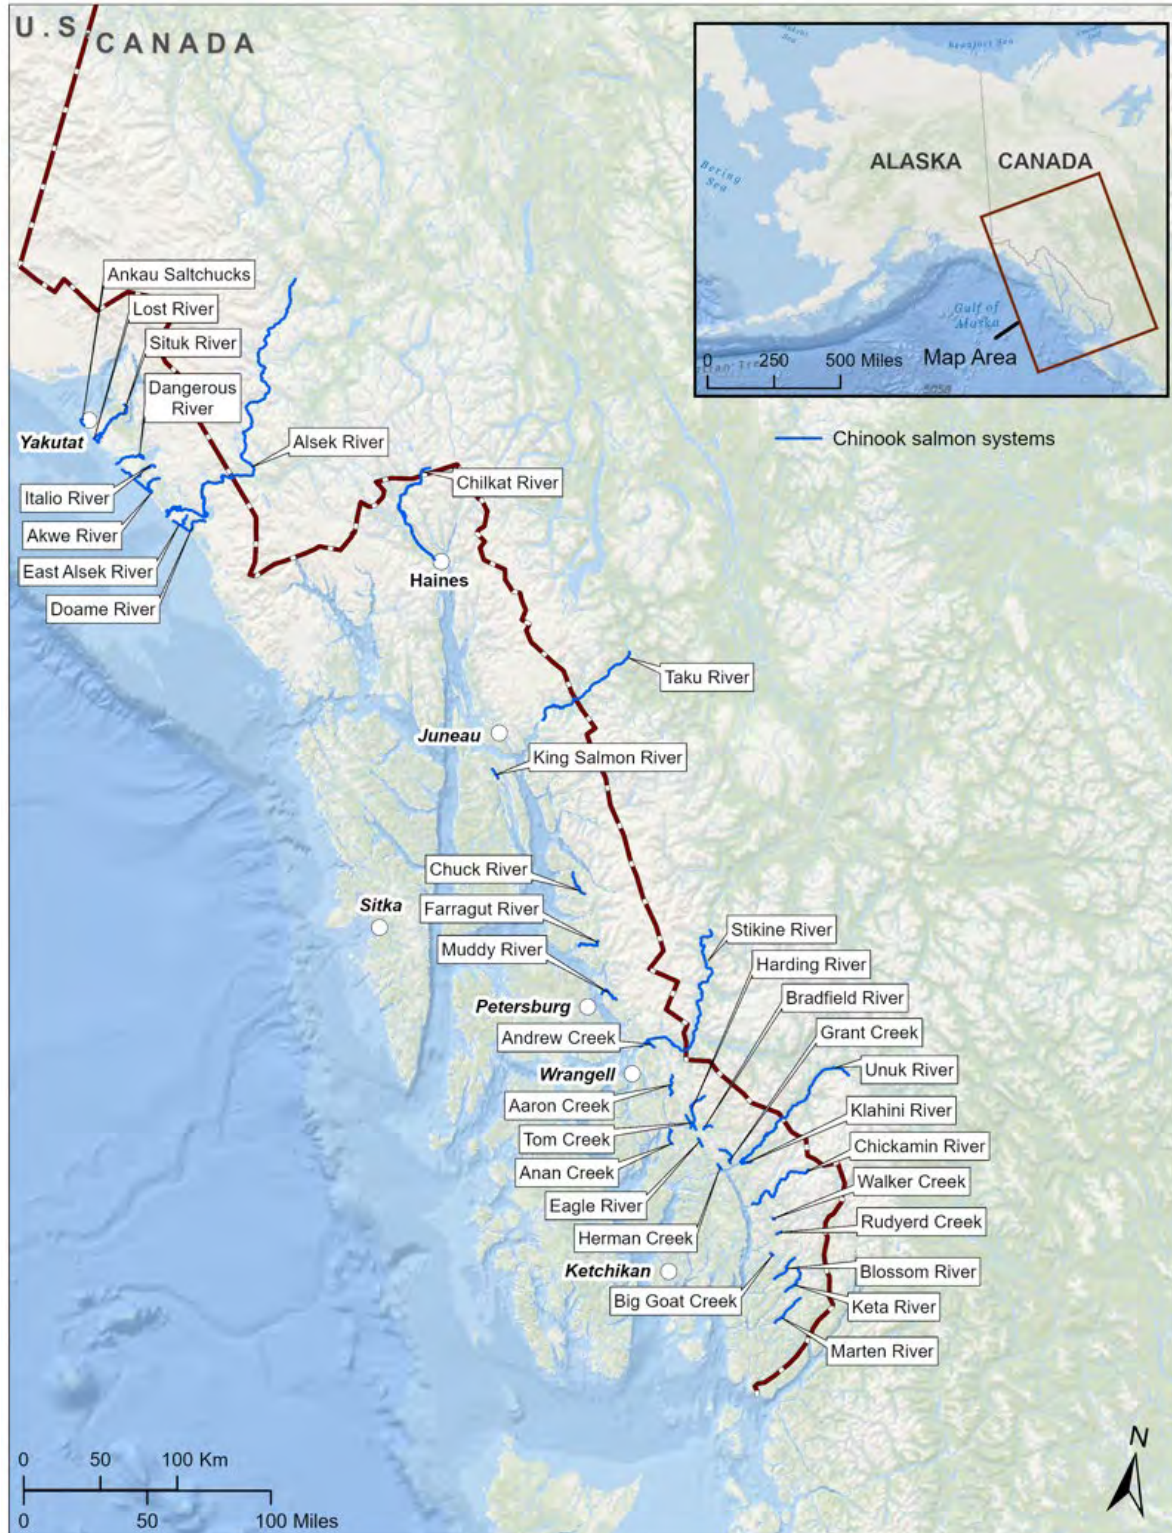 U.S
CANADA
Beaufort Sea
ALASKA
CANADA
Bering
Sea
Gulf of
Alaska
Map Area
0 250 500 Miles
Chinook salmon systems
Ankau Saltchucks
Lost River
Situk River
Dangerous
River
Yakutat
Alsek River
Chilkat River
Italio River
Akwe River
East Alsek River
Doame River
Haines
Taku River
Juneau
King Salmon River
Chuck River
Sitka
Farragut River
Stikine River
Muddy River
Harding River
Bradfield River
Petersburg
Grant Creek
Andrew Creek
Unuk River
Wrangell
Aaron Creek
Klahini River
Tom Creek
Chickamin River
Anan Creek
Walker Creek
Eagle River
Rudyerd Creek
Herman Creek
Ketchikan
Blossom River
Big Goat Creek
Keta River
Marten River
N
0 50 100 Km
0 50 100 Miles